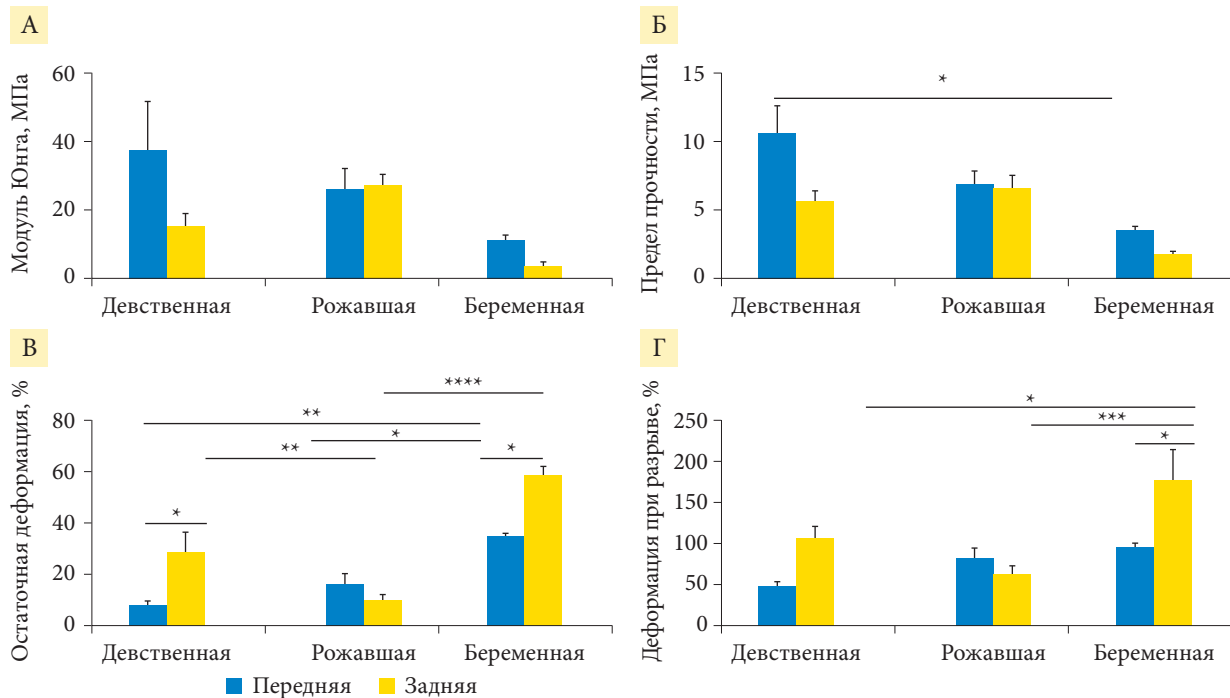 А
Модуль Юнга, МПа
60
40
20
0
Девственная Рожавшая Беременная
Б
Предел прочности, МПа
15
10
5
0
*
Девственная Рожавшая Беременная
В
Остаточная деформация, %
80
60
40
20
0
****
**
*
** *
*
Девственная Рожавшая Беременная
Г
Деформация при разрыве, %
250
200
150
100
50
0
*
***
*
Девственная Рожавшая Беременная
Передняя Задняя